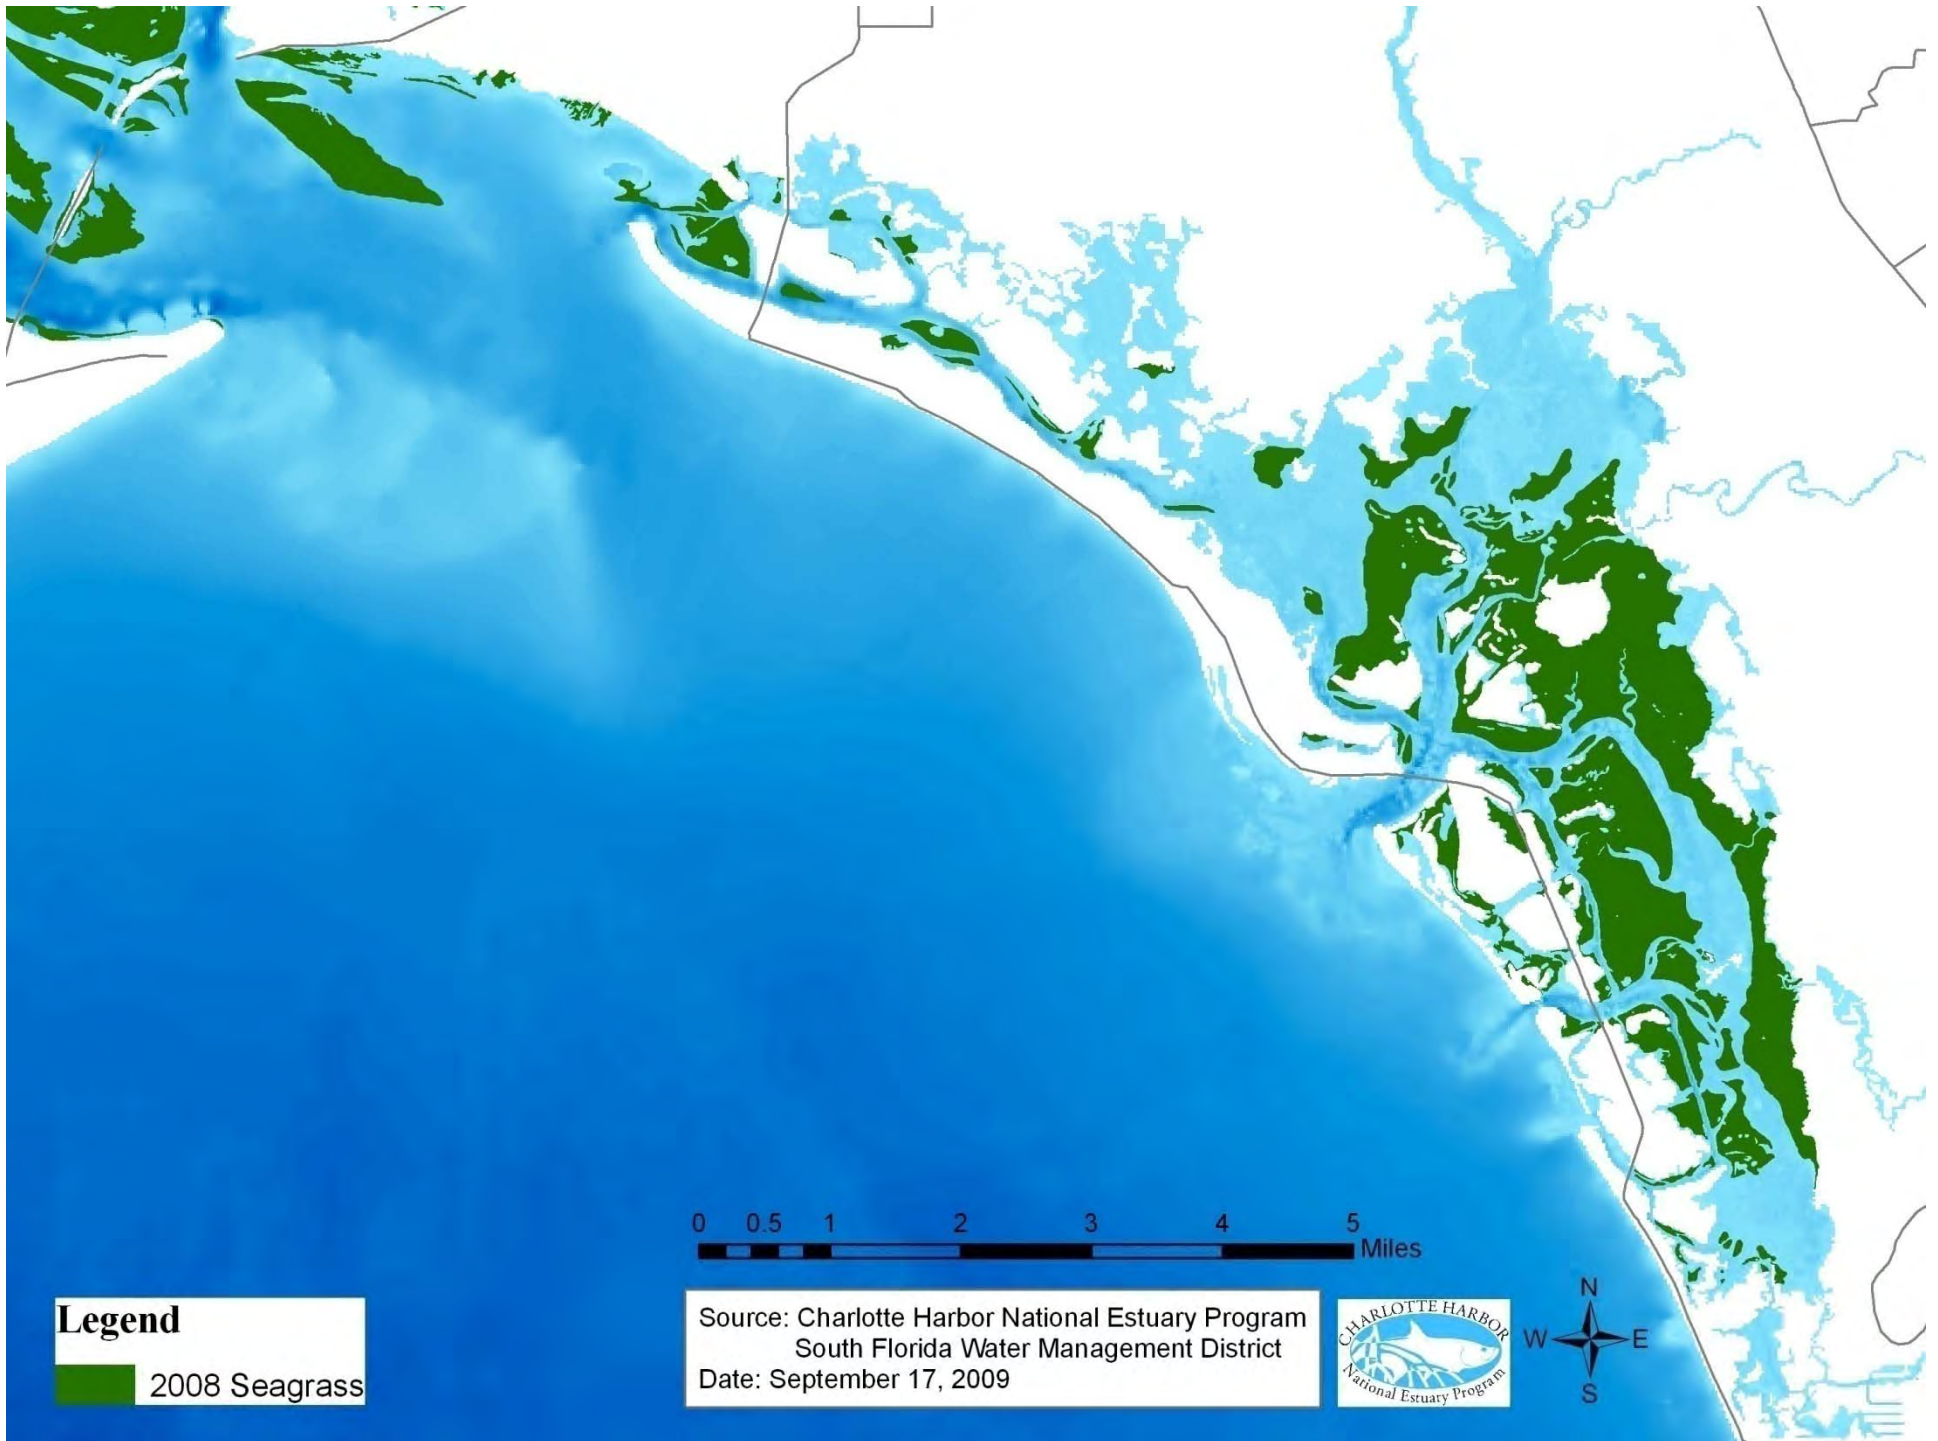 0 0.5 1 2 3 4 5
Miles
Legend
2008 Seagrass
Source: Charlotte Harbor National Estuary Program
South Florida Water Management District
Date: September 17, 2009
CHARLOTTE HARBOR
National Estuary Program
N
W E
S